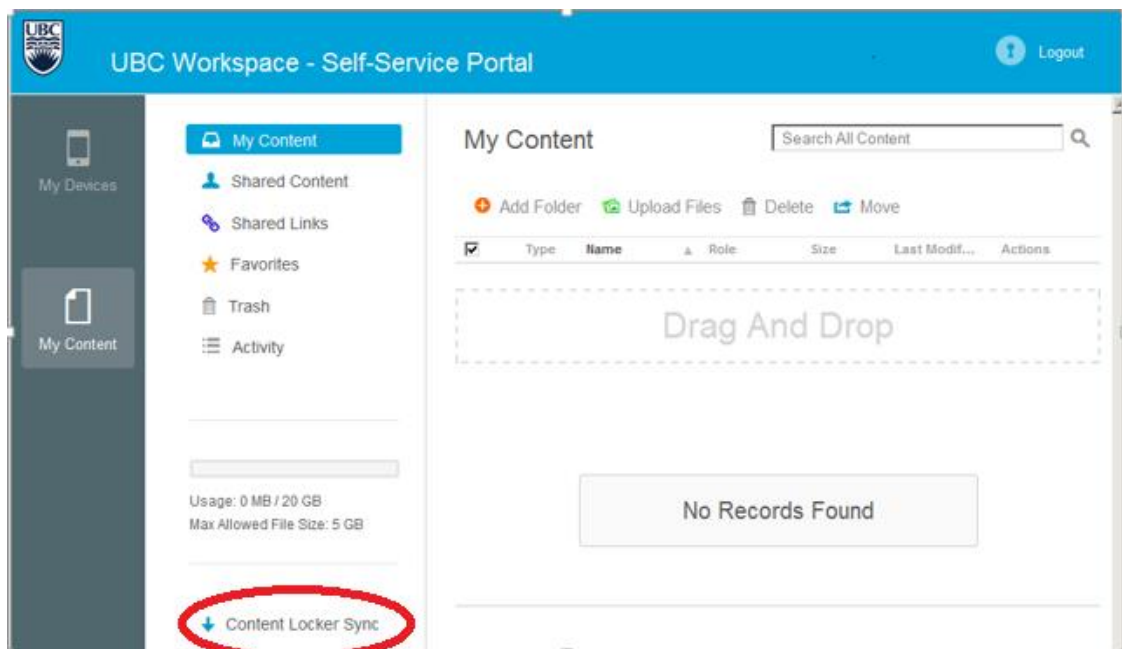 UBC
UBC Workspace - Self-Service Portal
Logout
My Devices
My Content
My Content
Shared Content
Shared Links
Favorites
Trash
Activity
Usage: 0 MB / 20 GB
Max Allowed File Size: 5 GB
Content Locker Sync
My Content
Search All Content
Add Folder Upload Files Delete Move
Type Name Role Size Last Modif... Actions
Drag And Drop
No Records Found